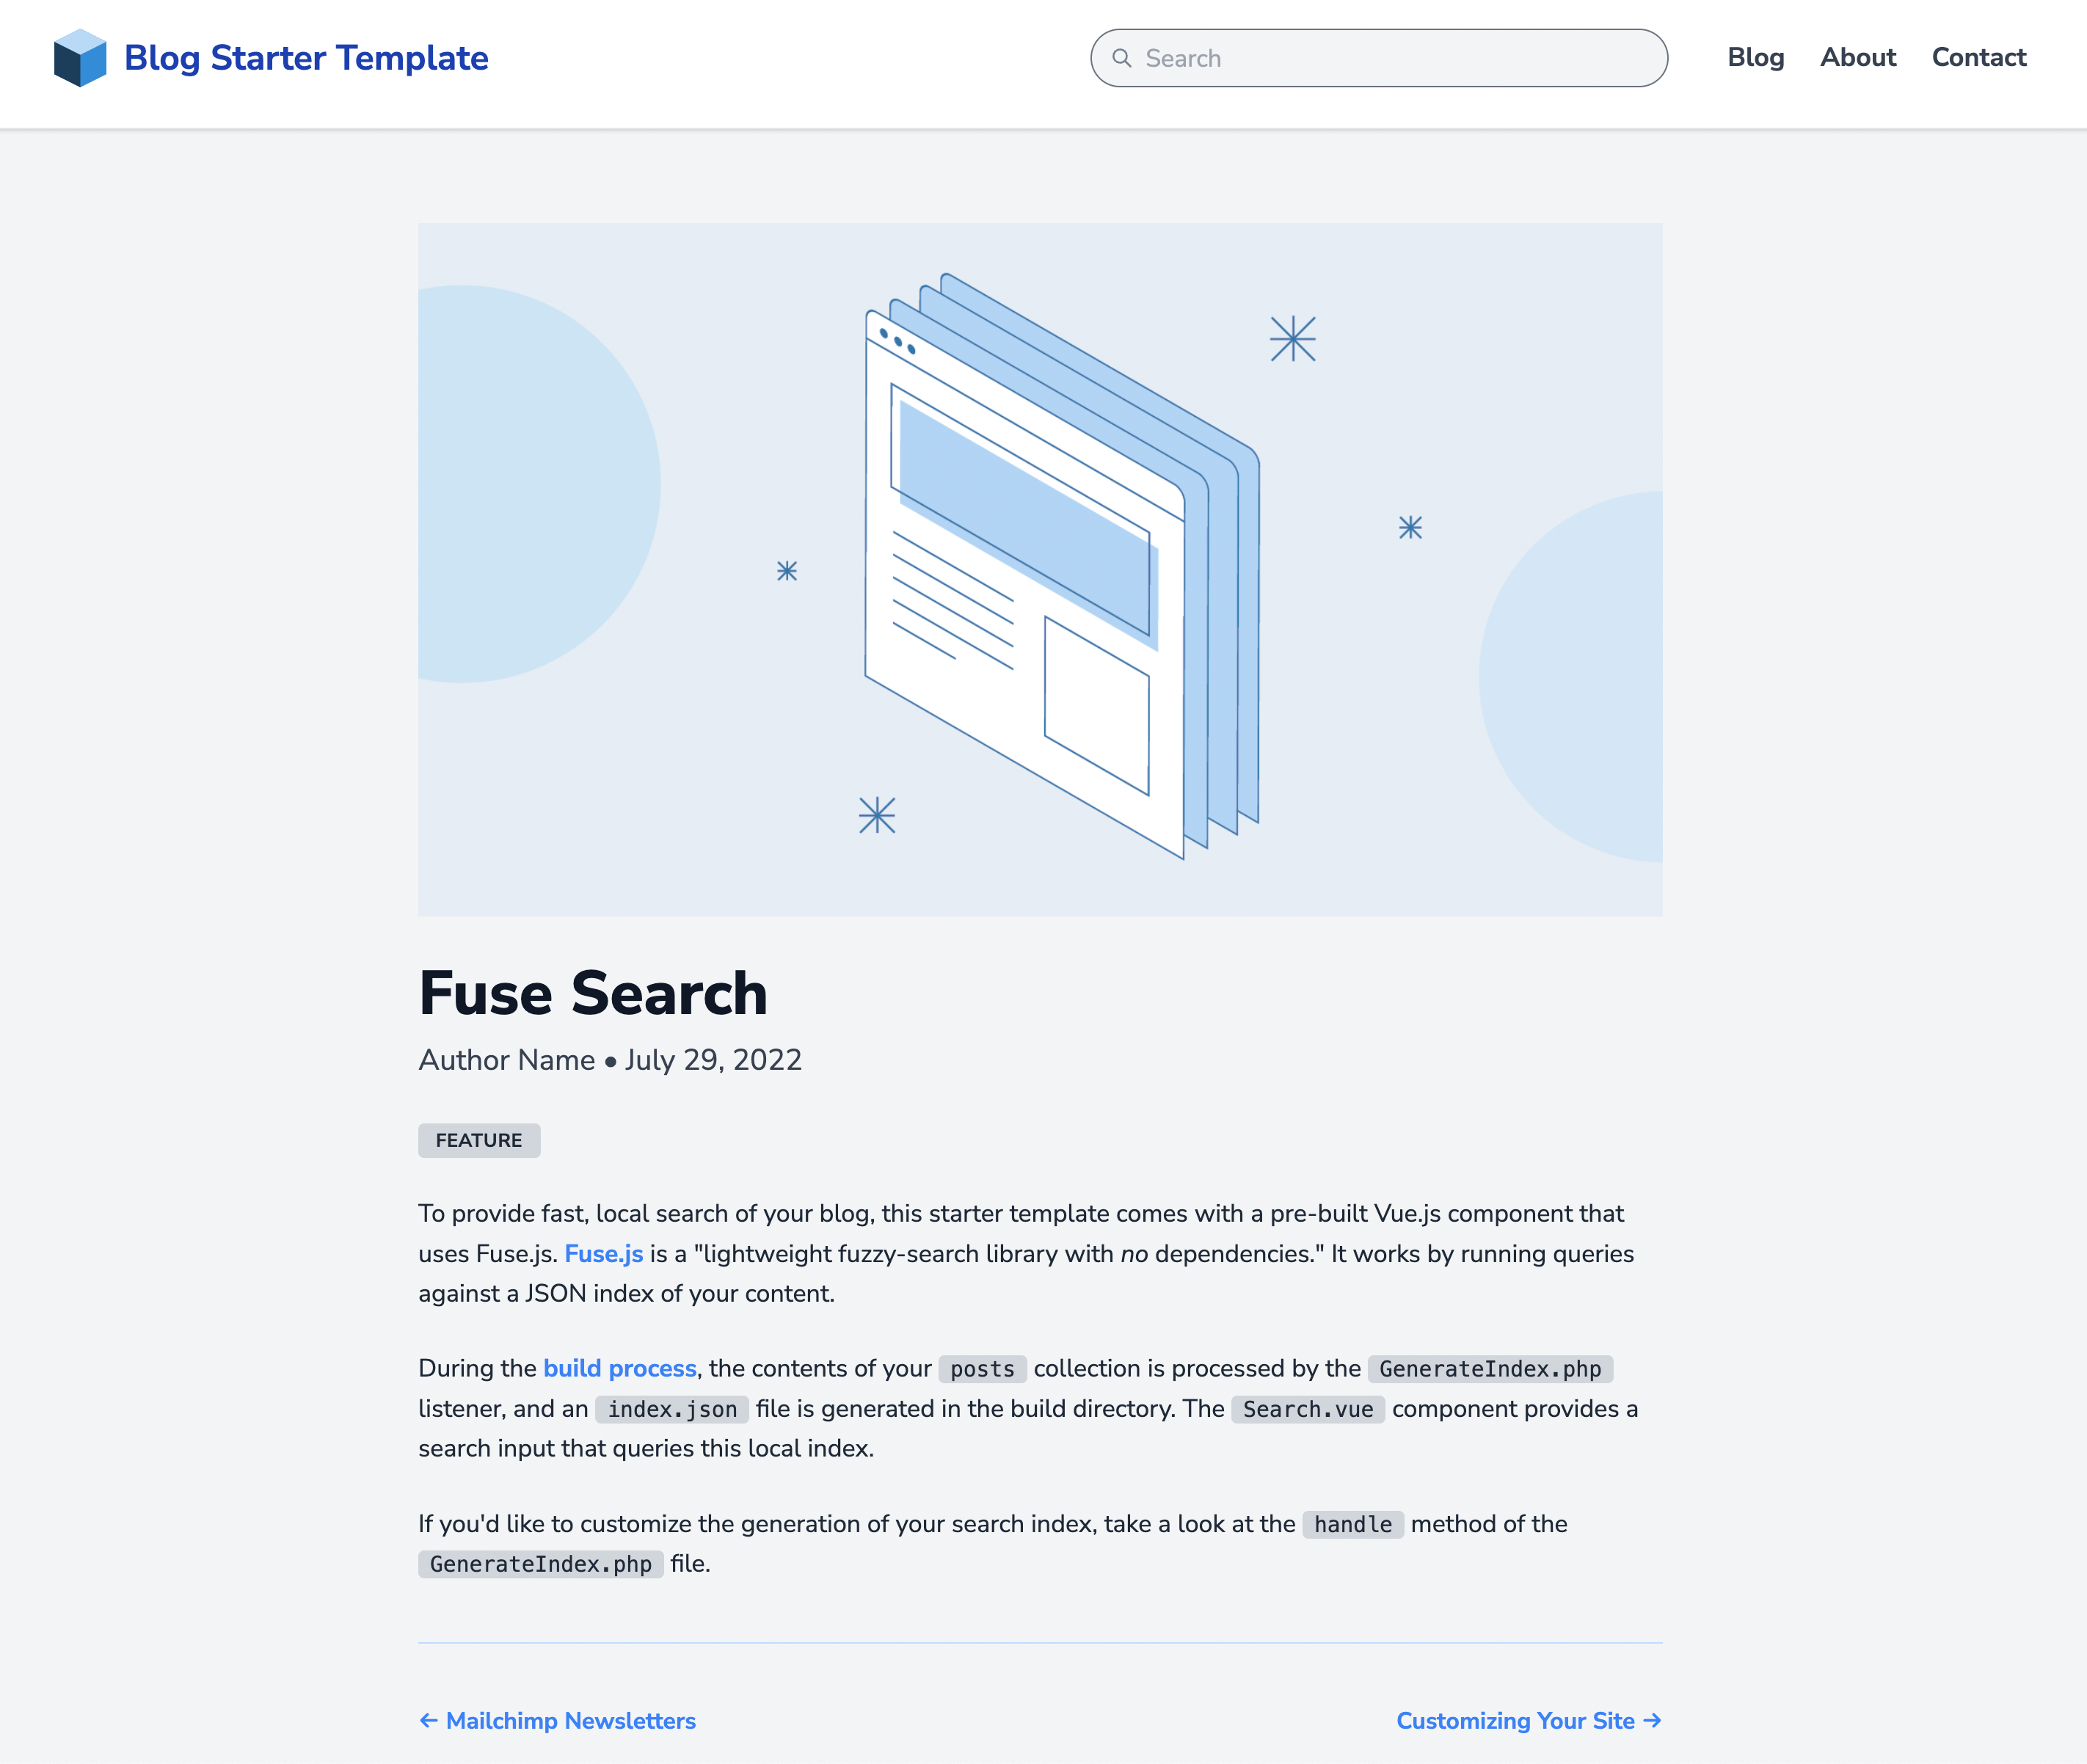 Blog Starter Template
Search
Blog About Contact
Fuse Search
Author Name • July 29, 2022
FEATURE
To provide fast, local search of your blog, this starter template comes with a pre-built Vue.js component that
uses Fuse.js. Fuse.js is a "lightweight fuzzy-search library with no dependencies." It works by running queries
against a JSON index of your content.
During the build process, the contents of your posts collection is processed by the GenerateIndex.php
listener, and an index.json file is generated in the build directory. The Search.vue component provides a
search input that queries this local index.
If you'd like to customize the generation of your search index, take a look at the handle method of the
GenerateIndex.php file.
← Mailchimp Newsletters
Customizing Your Site →